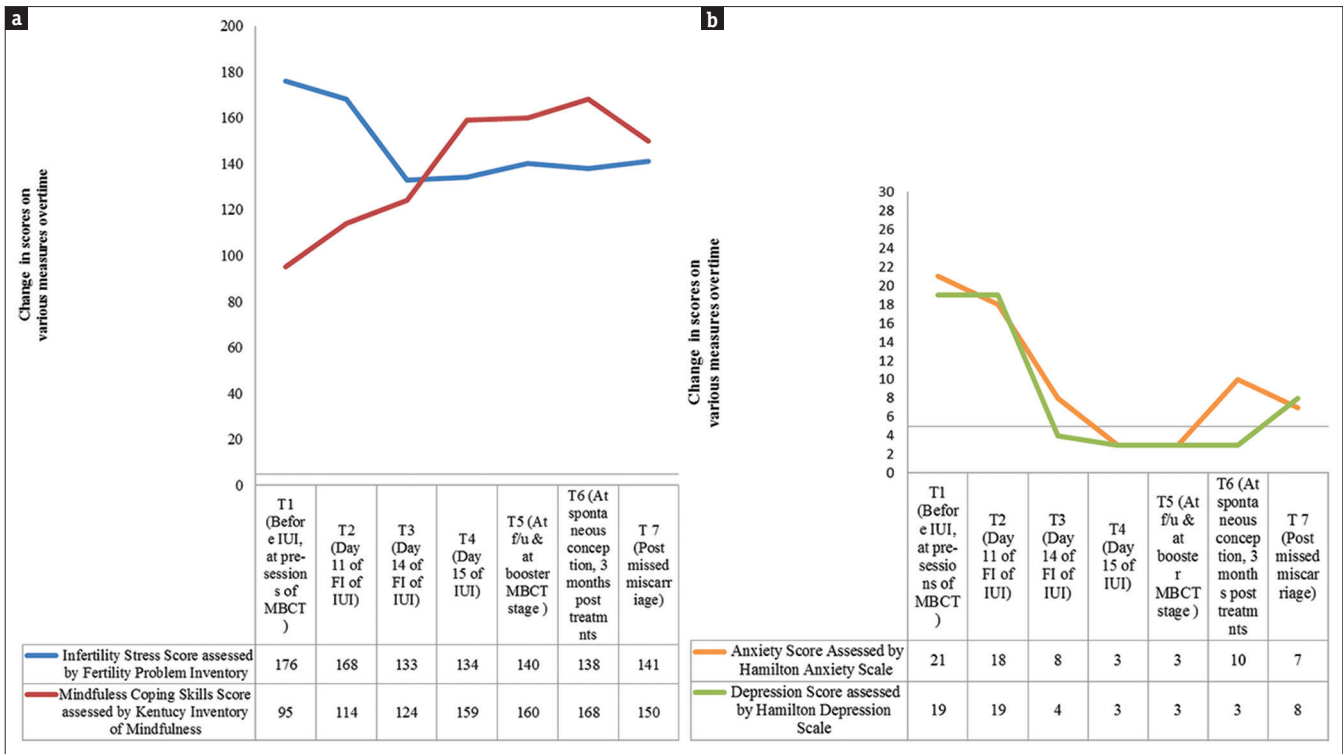 a
Change in scores on
various measures overtime
200
180
160
140
120
100
80
60
40
20
0
T1
(Befor
e IUI,
at pre-
session
s of
MBCT
)
T2
(Day
11 of
FI of
IUI)
T3
(Day
14 of
FI of
IUI)
T4
(Day
15 of
IUI)
T5 (At
f/u &
at
booster
MBCT
stage )
T6 (At
sponta
neous
concep
tion, 3
months
post
treatm
nts
T 7
(Post
missed
miscarr
iage)
Infertility Stress Score assessed
by Fertility Problem Inventory
176 168 133 134 140 138 141
Mindfuless Coping Skills Score
assessed by Kentucy Inventory
of Mindfulness
95 114 124 159 160 168 150
b
Change in scores on
various measures overtime
30
28
26
24
22
20
18
16
14
12
10
8
6
4
2
0
T1
(Befor
e IUI,
at pre-
sessio
ns of
MBCT
)
T2
(Day
11 of
FI of
IUI)
T3
(Day
14 of
FI of
IUI)
T4
(Day
15 of
IUI)
T5 (At
f/u &
at
booste
r
MBCT
stage )
T6 (At
sponta
neous
concep
tion, 3
month
s post
treatm
nts
T 7
(Post
missed
miscar
riage)
Anxiety Score Assessed by
Hamilton Anxiety Scale
21 18 8 3 3 10 7
Depression Score assessed
by Hamilton Depression
Scale
19 19 4 3 3 3 8